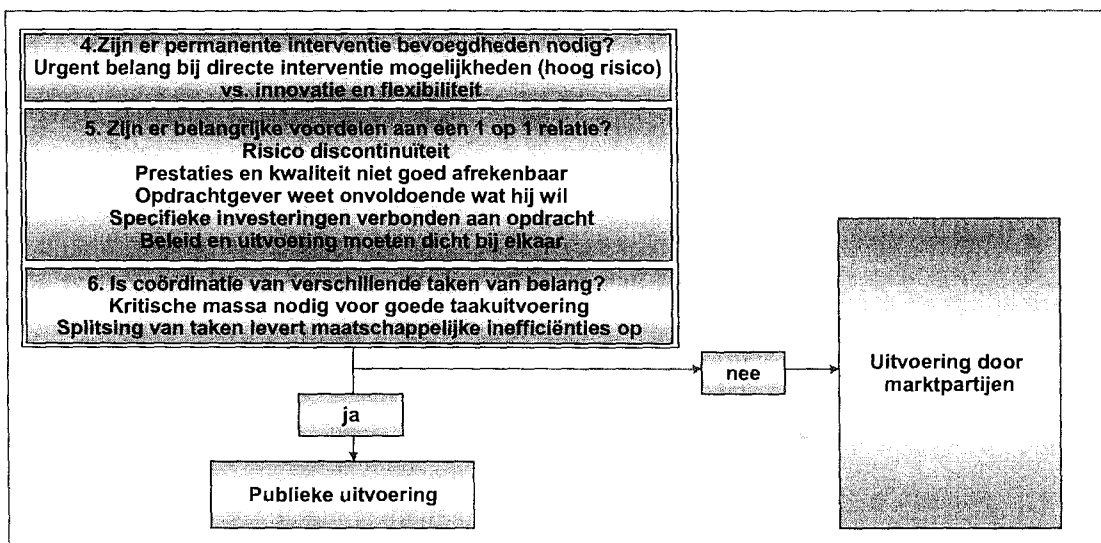 4.Zijn er permanente interventie bevoegdheden nodig?
Urgent belang bij directe interventie mogelijkheden (hoog risico)
vs. innovatie en flexibiliteit
5. Zijn er belangrijke voordelen aan een 1 op 1 relatie?
Risico discontinuïteit
Prestaties en kwaliteit niet goed afrekenbaar
Opdrachtgever weet onvoldoende wat hij wil
Specifieke investeringen verbonden aan opdracht
Beleid en uitvoering moeten dicht bij elkaar
6. Is coördinatie van verschillende taken van belang?
Kritische massa nodig voor goede taakuitvoering
Splitsing van taken levert maatschappelijke inefficiënties op
nee
Uitvoering door
marktpartijen
ja
Publieke uitvoering